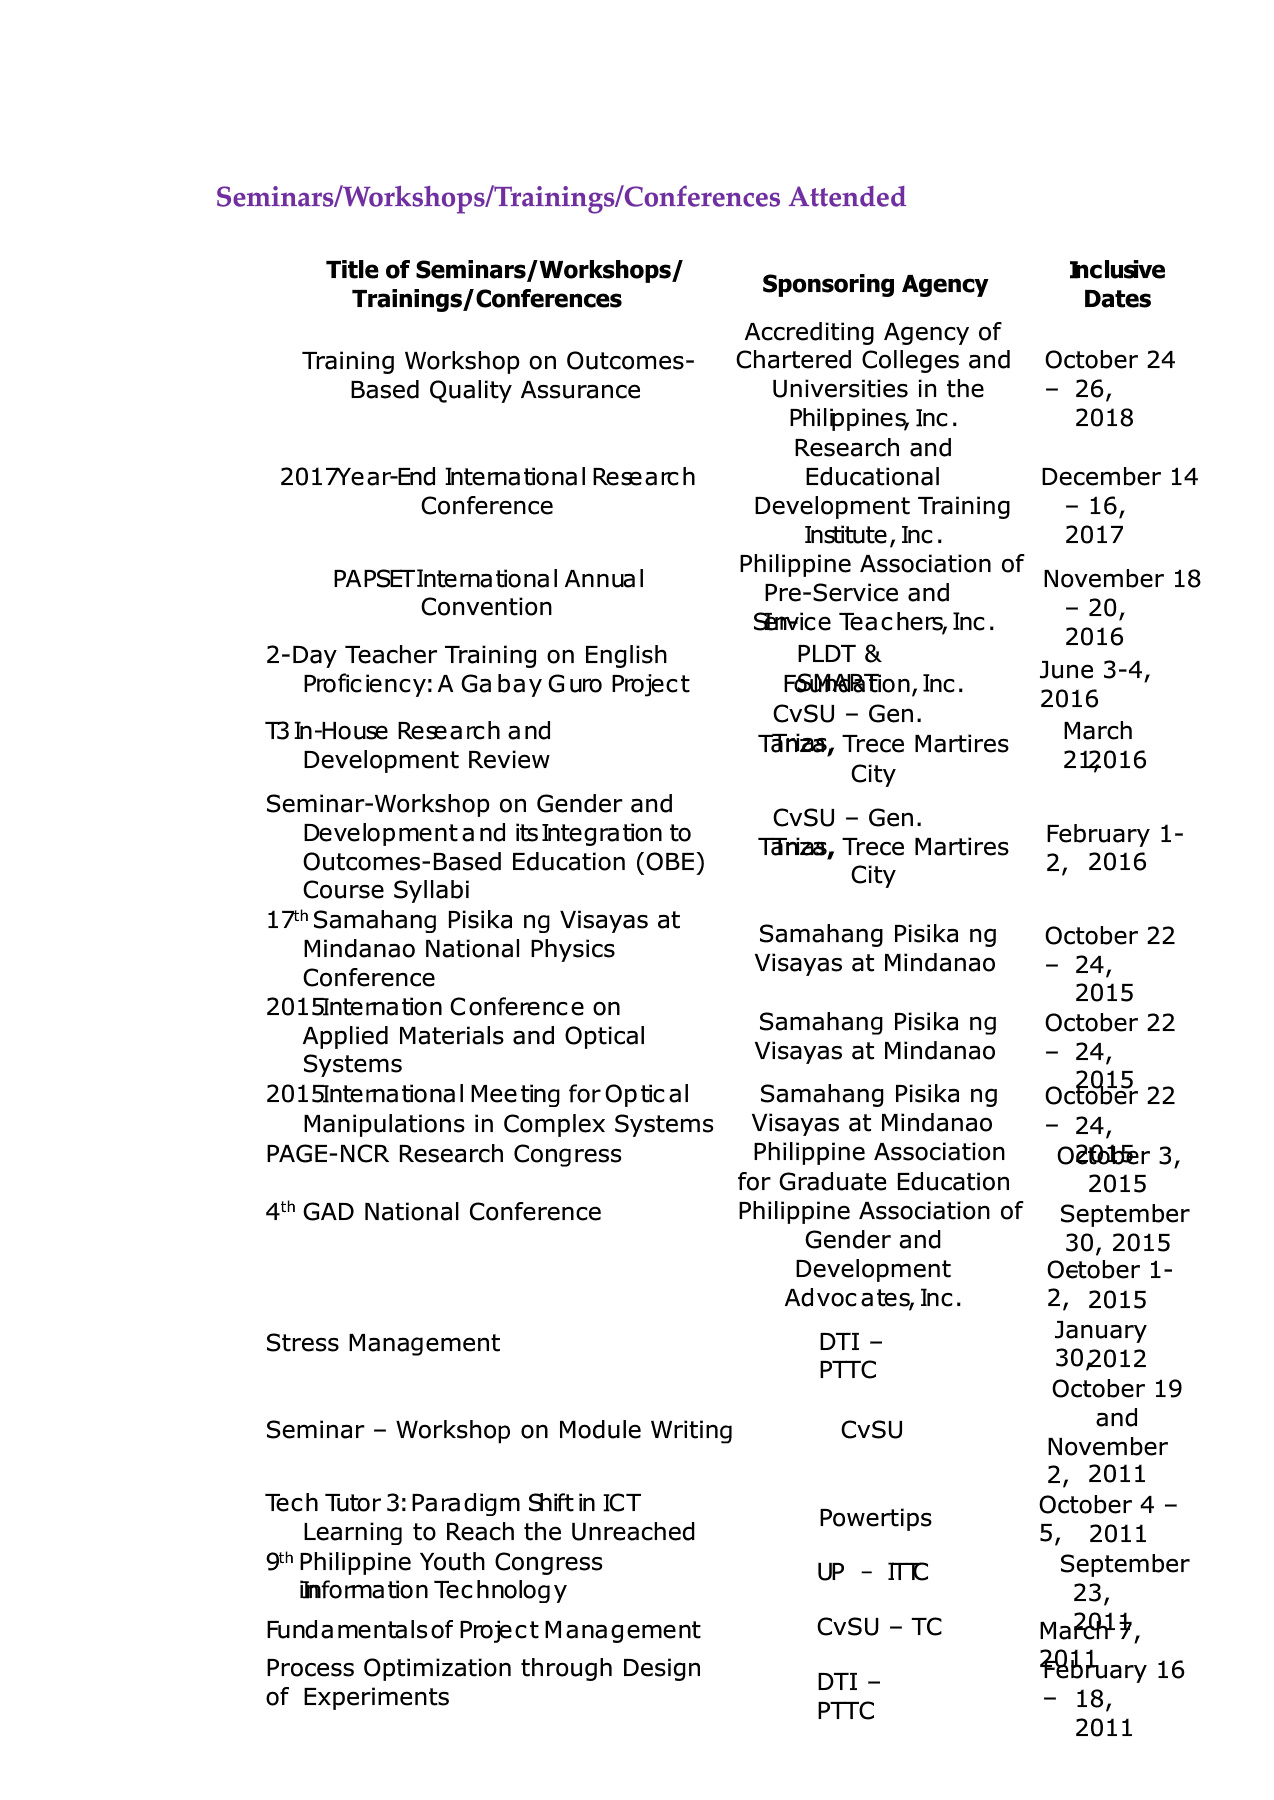 Seminars/Workshops/Trainings/Conferences Attended
Title of Seminars/Workshops/
Trainings/Conferences
Sponsoring Agency
Inclusive
Dates
Training Workshop on Outcomes-
Based Quality Assurance
Accrediting Agency of
Chartered Colleges and
Universities in the
Philippines, Inc.
October 24
– 26,
2018
2017 Year-End International Research
Conference
Research and
Educational
Development Training
Institute, Inc.
December 14
– 16,
2017
PAPSET International Annual
Convention
Philippine Association of
Pre-Service and
In-
Service Teachers, Inc.
November 18
– 20,
2016
2-Day Teacher Training on English
Proficiency: A Gabay Guro Project
PLDT &
SMART
Foundation, Inc.
June 3-4,
2016
T3 In-House Research and
Development Review
CvSU – Gen.
Trias,
Tanza, Trece Martires
City
March
21, 2016
Seminar-Workshop on Gender and
Development and its Integration to
Outcomes-Based Education (OBE)
Course Syllabi
CvSU – Gen.
Trias,
Tanza, Trece Martires
City
February 1-
2, 2016
17th Samahang Pisika ng Visayas at
Mindanao National Physics
Conference
Samahang Pisika ng
Visayas at Mindanao
October 22
– 24,
2015
2015 Internation Conference on
Applied Materials and Optical
Systems
Samahang Pisika ng
Visayas at Mindanao
October 22
– 24,
2015
2015 International Meeting for Optical
Manipulations in Complex Systems
Samahang Pisika ng
Visayas at Mindanao
October 22
– 24,
2015
PAGE-NCR Research Congress
Philippine Association
for Graduate Education
October 3,
2015
4th GAD National Conference
Philippine Association of
Gender and
Development
Advocates, Inc.
September
30, 2015
–
October 1-
2, 2015
Stress Management
DTI –
PTTC
January
30, 2012
Seminar – Workshop on Module Writing
CvSU
October 19
and
November
2, 2011
Tech Tutor 3: Paradigm Shift in ICT
Learning to Reach the Unreached
Powertips
October 4 –
5, 2011
9th Philippine Youth Congress
in
Information Technology
UP – ITTC
September
23,
2011
Fundamentals of Project Management
CvSU – TC
March 7,
2011
Process Optimization through Design
of Experiments
DTI –
PTTC
February 16
– 18,
2011